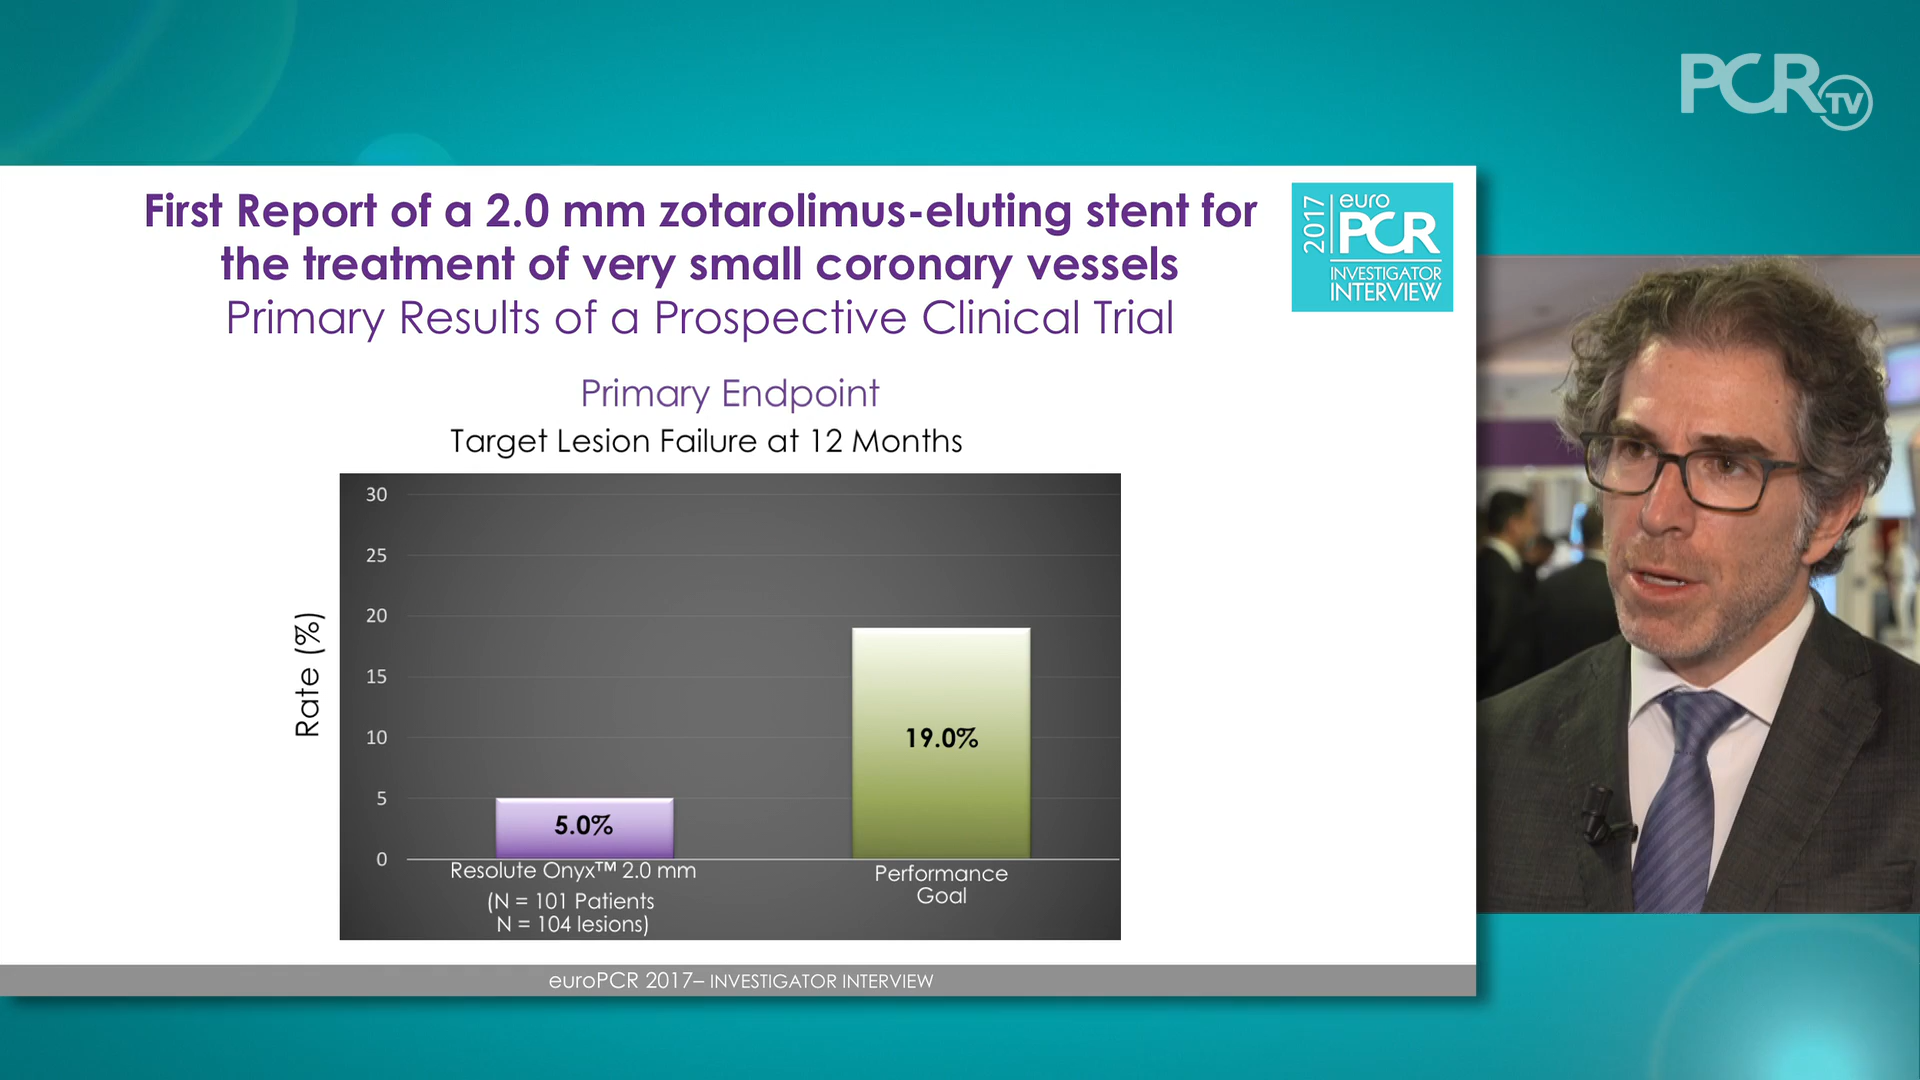 PCR TV
First Report of a 2.0 mm zotarolimus-eluting stent for
the treatment of very small coronary vessels
Primary Results of a Prospective Clinical Trial
2017
euro
PCR
INVESTIGATOR
INTERVIEW
Primary Endpoint
Target Lesion Failure at 12 Months
Rate (%)
30
25
20
15
10
5
0
5.0%
19.0%
Resolute Onyx™ 2.0 mm
(N = 101 Patients
N = 104 lesions)
Performance
Goal
euroPCR 2017– INVESTIGATOR INTERVIEW